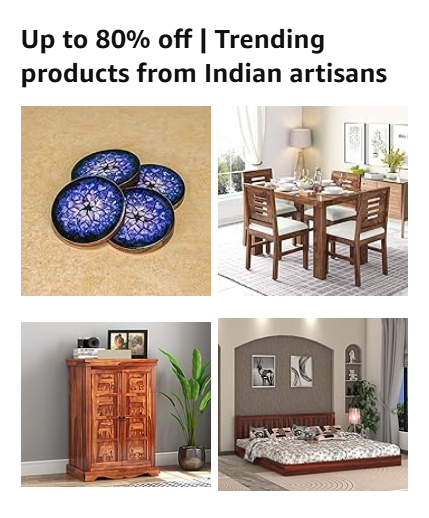 Up to 80% off | Trending
products from Indian artisans